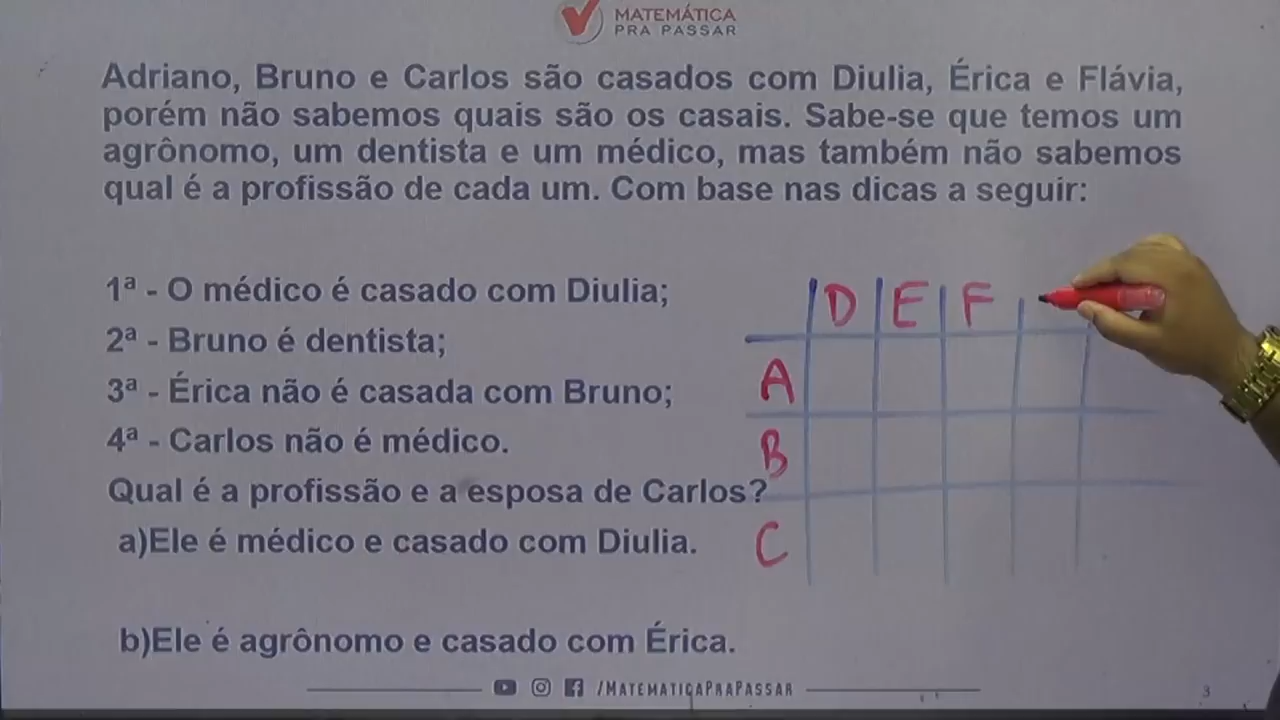 MATEMÁTICA
PRA PASSAR
Adriano, Bruno e Carlos são casados com Diulia, Érica e Flávia,
porém não sabemos quais são os casais. Sabe-se que temos um
agrônomo, um dentista e um médico, mas também não sabemos
qual é a profissão de cada um. Com base nas dicas a seguir:
1ª - O médico é casado com Diulia;
2ª - Bruno é dentista;
3ª - Érica não é casada com Bruno;
4ª - Carlos não é médico.
Qual é a profissão e a esposa de Carlos?
a)Ele é médico e casado com Diulia.
b)Ele é agrônomo e casado com Érica.
D E F
A
B
C
/MATEMATICAPRAPASSAR
3